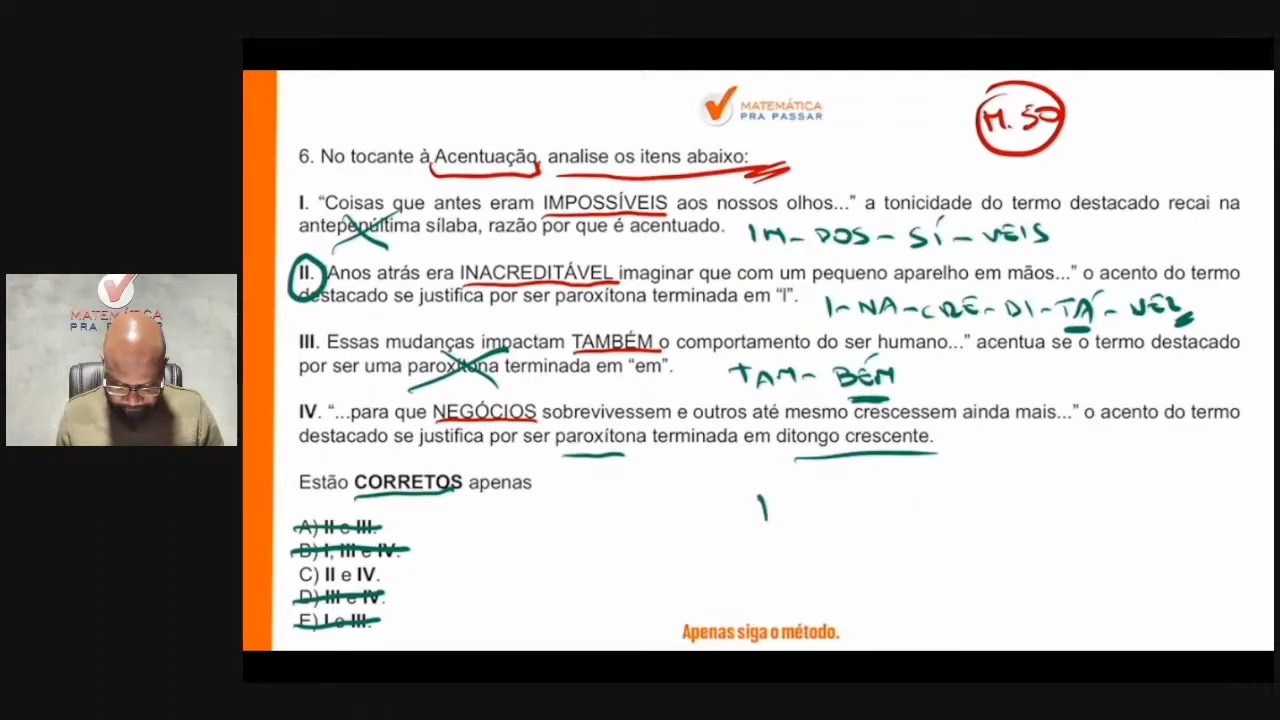 MATEMÁTICA
PRA PASSAR
M. 50
6. No tocante à Acentuação, analise os itens abaixo:
I. “Coisas que antes eram IMPOSSÍVEIS aos nossos olhos...” a tonicidade do termo destacado recai na
antepenúltima sílaba, razão por que é acentuado.
IM- POS - SÍ - VEIS
II. Anos atrás era INACREDITÁVEL imaginar que com um pequeno aparelho em mãos...” o acento do termo
destacado se justifica por ser paroxítona terminada em “l”.
I - NA - CRE - DI - TÁ - VEL
III. Essas mudanças impactam TAMBÉM o comportamento do ser humano...” acentua se o termo destacado
por ser uma paroxítona terminada em “em”.
TAM - BÉM
IV. “...para que NEGÓCIOS sobrevivessem e outros até mesmo crescessem ainda mais...” o acento do termo
destacado se justifica por ser paroxítona terminada em ditongo crescente.
Estão CORRETOS apenas
A) II e III.
B) I, III e IV.
C) II e IV.
D) III e IV.
E) I e III.
Apenas siga o método.
MATEMÁTICA
PRA PASSAR